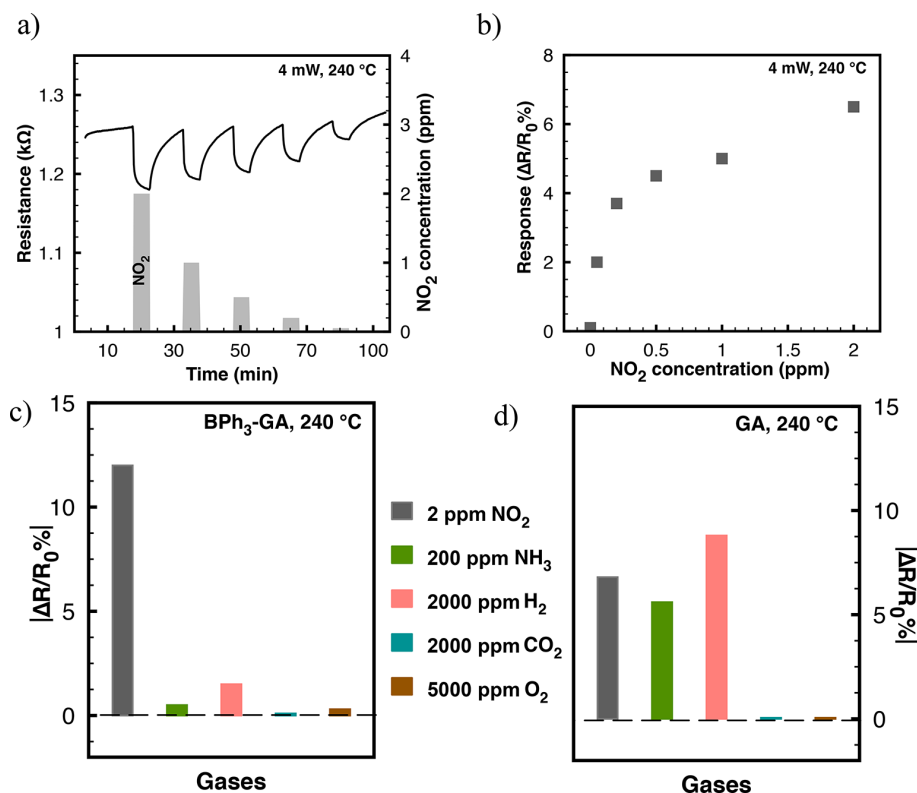 a)
4 mW, 240 °C
Resistance (kΩ)
1.3
1.2
1.1
1
4
3
2
1
0
NO2 concentration (ppm)
NO2
10
30
50
70
100
Time (min)
b)
4 mW, 240 °C
Response (ΔR/R0%)
8
6
4
2
0
0
0.5
1
1.5
2
NO2 concentration (ppm)
c)
BPh3-GA, 240 °C
|ΔR/R0%|
15
10
5
0
Gases
2 ppm NO2
200 ppm NH3
2000 ppm H2
2000 ppm CO2
5000 ppm O2
d)
GA, 240 °C
15
10
5
0
|ΔR/R0%|
Gases